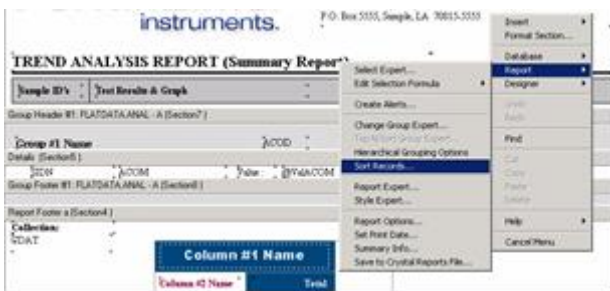 instruments.
P.O. Box 5555, Sample, LA 70815-5555
TREND ANALYSIS REPORT (Summary Report)
Sample ID's
Test Results & Graph
Group Header #1: FLATDATA.ANAL - A (Section7)
Group #1 Name
ACOD
Details (Section5)
SIDN
ACOM
Value
@ValACOM
Group Footer #1: FLATDATA.ANAL - A (Section8)
Report Footer a (Section4)
Collection:
CDAT
Column #1 Name
Column #2 Name
Trend
Select Expert...
Edit Selection Formula
Create Alerts...
Change Group Expert...
Hierarchical Grouping Options
Sort Records...
Report Expert...
Style Expert...
Report Options...
Set Print Date...
Summary Info...
Save to Crystal Reports File...
Insert
Format Section...
Database
Report
Designer
Undo
Find
Cut
Copy
Paste
Delete
Help
Cancel Menu